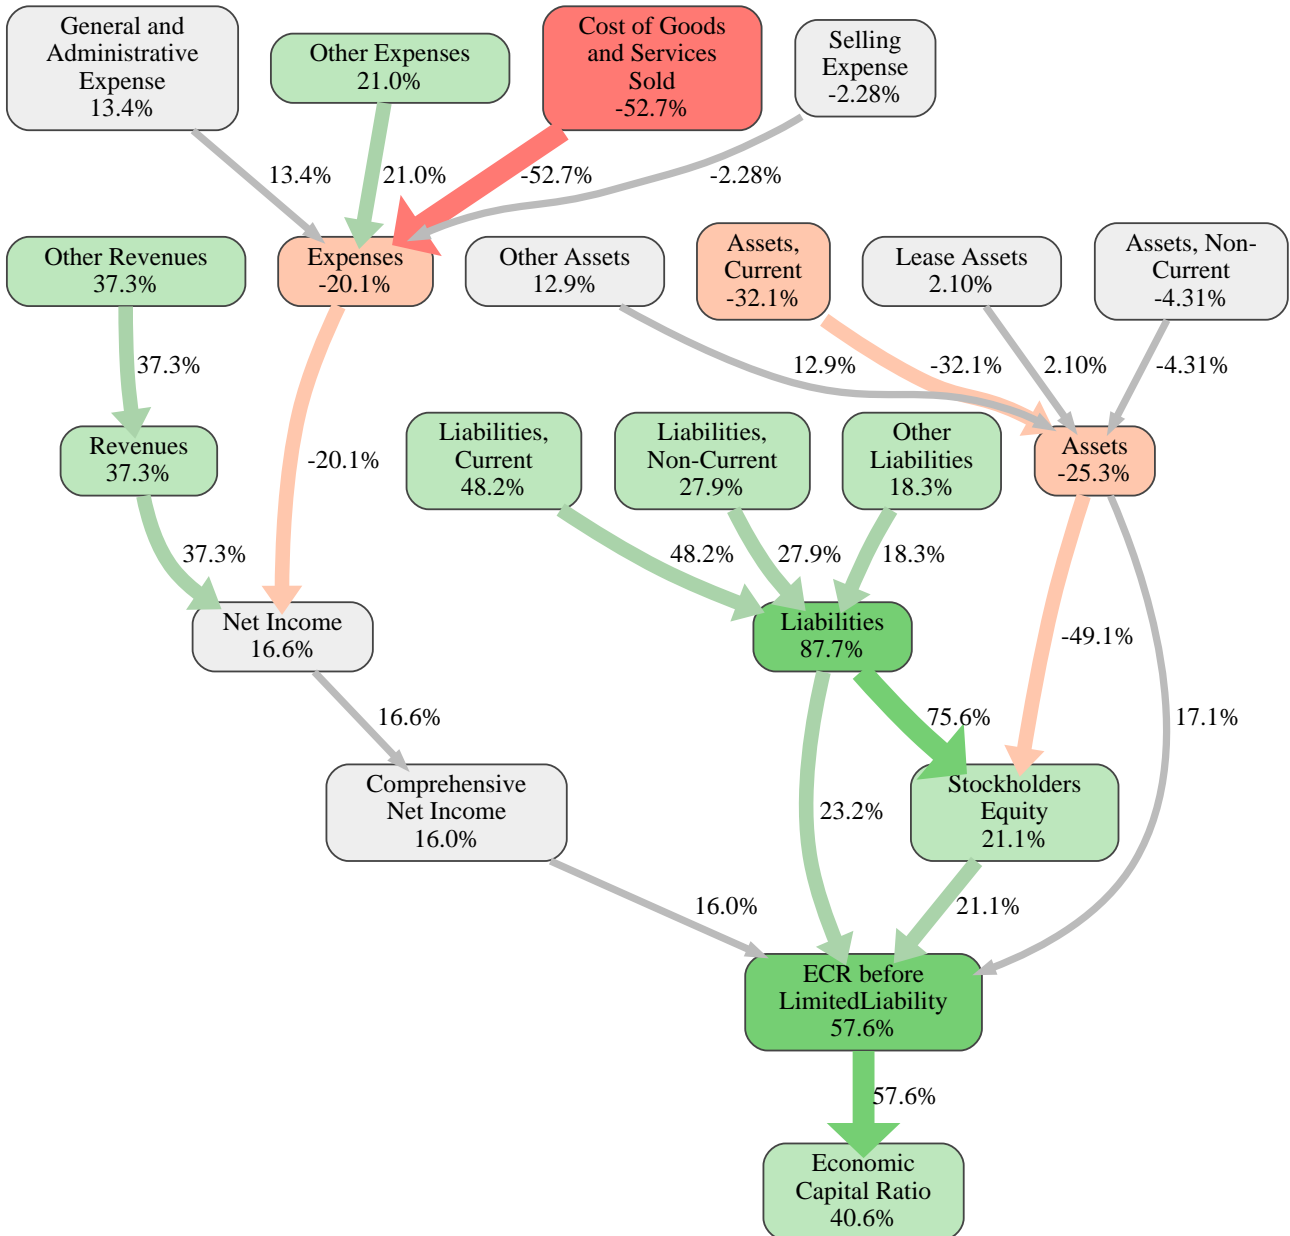 General and
Administrative
Expense
13.4%
Other Expenses
21.0%
Cost of Goods
and Services
Sold
-52.7%
Selling
Expense
-2.28%
13.4%
21.0%
-52.7%
-2.28%
Other Revenues
37.3%
Expenses
-20.1%
Other Assets
12.9%
Assets,
Current
-32.1%
Lease Assets
2.10%
Assets, Non-
Current
-4.31%
37.3%
12.9%
-32.1%
2.10%
-4.31%
Revenues
37.3%
-20.1%
Liabilities,
Current
48.2%
Liabilities,
Non-Current
27.9%
Other
Liabilities
18.3%
Assets
-25.3%
37.3%
48.2%
27.9%
18.3%
Net Income
16.6%
Liabilities
87.7%
-49.1%
16.6%
75.6%
17.1%
Comprehensive
Net Income
16.0%
23.2%
Stockholders
Equity
21.1%
16.0%
21.1%
ECR before
LimitedLiability
57.6%
57.6%
Economic
Capital Ratio
40.6%